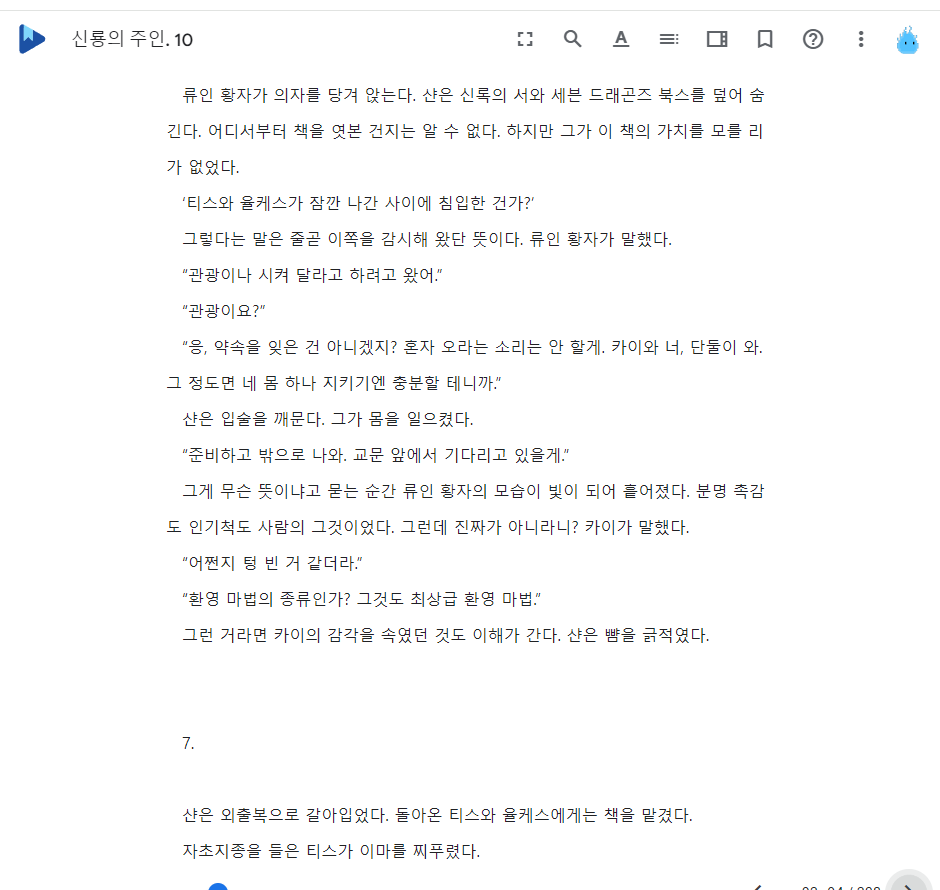 신룡의 주인. 10
류인 황자가 의자를 당겨 앉는다. 샨은 신록의 서와 세븐 드래곤즈 북스를 덮어 숨
긴다. 어디서부터 책을 엿본 건지는 알 수 없다. 하지만 그가 이 책의 가치를 모를 리
가 없었다.
‘티스와 율케스가 잠깐 나간 사이에 침입한 건가?’
그렇다는 말은 줄곧 이쪽을 감시해 왔단 뜻이다. 류인 황자가 말했다.
“관광이나 시켜 달라고 하려고 왔어.”
“관광이요?”
“응, 약속을 잊은 건 아니겠지? 혼자 오라는 소리는 안 할게. 카이와 너, 단둘이 와.
그 정도면 네 몸 하나 지키기엔 충분할 테니까.”
샨은 입술을 깨문다. 그가 몸을 일으켰다.
“준비하고 밖으로 나와. 교문 앞에서 기다리고 있을게.”
그게 무슨 뜻이냐고 묻는 순간 류인 황자의 모습이 빛이 되어 흩어졌다. 분명 촉감
도 인기척도 사람의 그것이었다. 그런데 진짜가 아니라니? 카이가 말했다.
“어쩐지 텅 빈 거 같더라.”
“환영 마법의 종류인가? 그것도 최상급 환영 마법.”
그런 거라면 카이의 감각을 속였던 것도 이해가 간다. 샨은 뺨을 긁적였다.
7.
샨은 외출복으로 갈아입었다. 돌아온 티스와 율케스에게는 책을 맡겼다.
자초지종을 들은 티스가 이마를 찌푸렸다.